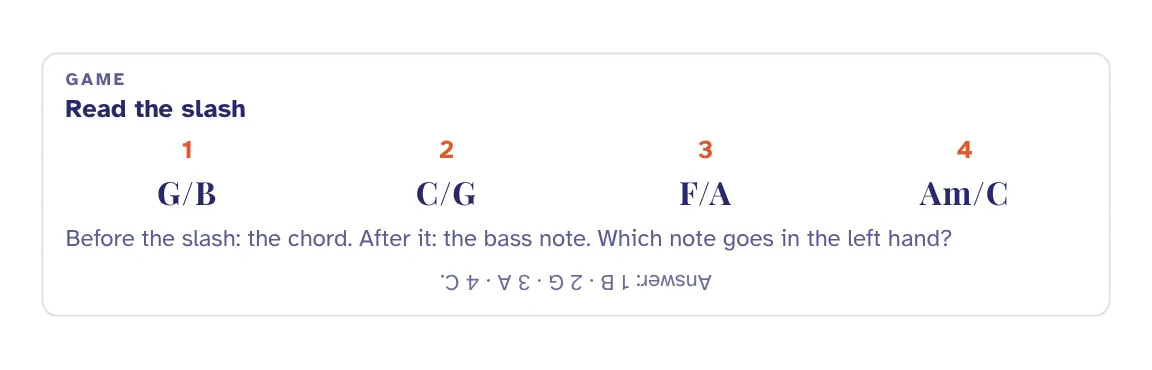 GAME
Read the slash
1 2 3 4
G/B C/G F/A Am/C
Before the slash: the chord. After it: the bass note. Which note goes in the left hand?
Answer: 1 B · 2 G · 3 A · 4 C.